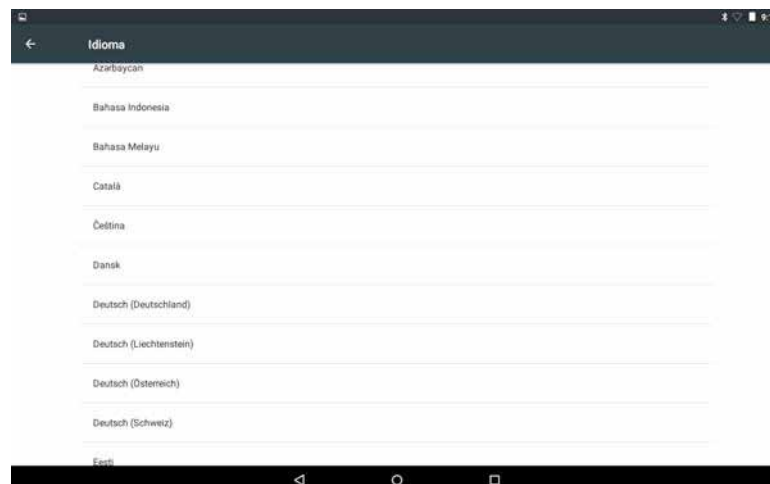 Idioma
Azərbaycan
Bahasa Indonesia
Bahasa Melayu
Català
Čeština
Dansk
Deutsch (Deutschland)
Deutsch (Liechtenstein)
Deutsch (Österreich)
Deutsch (Schweiz)
Eesti